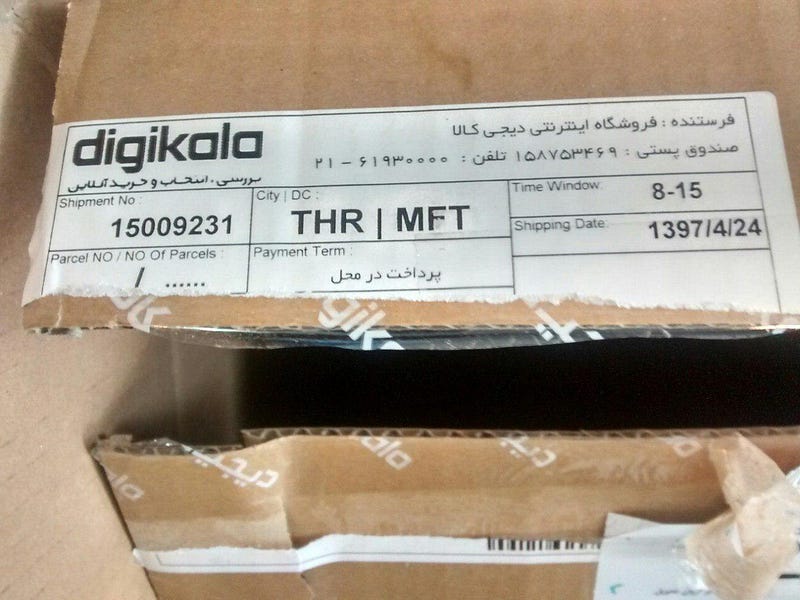 digikala
بررسی، انتخاب و خرید آنلاین
فرستنده : فروشگاه اینترنتی دیجی کالا
صندوق پستی : ۱۵۸۷۵۳۴۶۹ تلفن : ۶۱۹۳۰۰۰۰ - ۲۱
Shipment No :
15009231
City | DC :
THR | MFT
Time Window:
8-15
Shipping Date:
1397/4/24
Parcel NO / NO Of Parcels :
/ ......
Payment Term :
پرداخت در محل